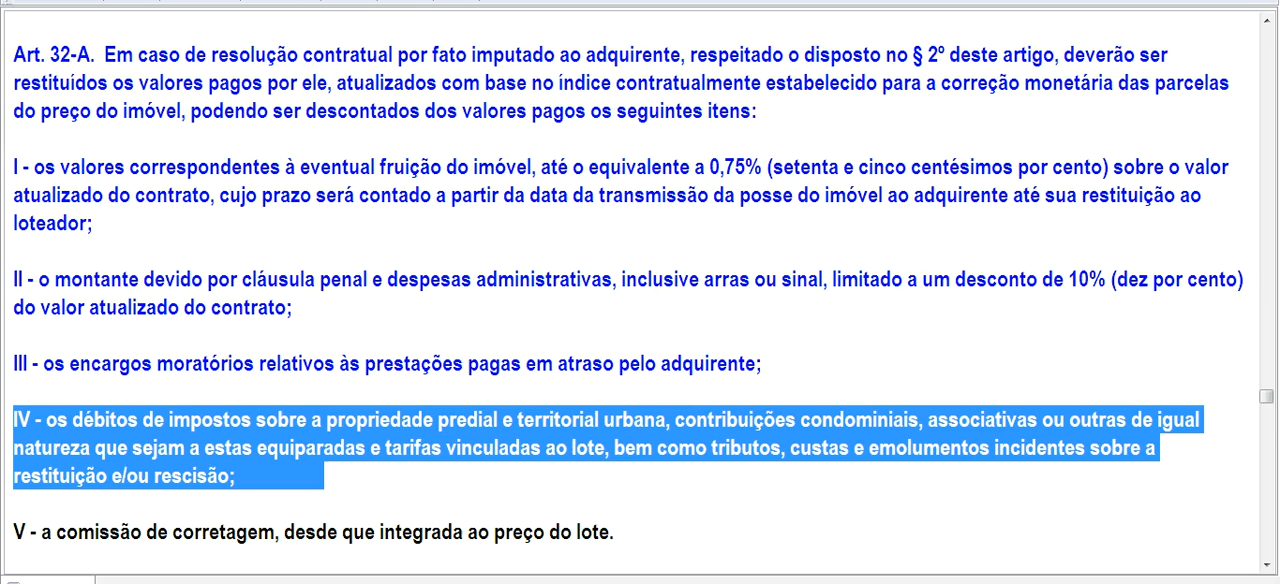 Art. 32-A.  Em caso de resolução contratual por fato imputado ao adquirente, respeitado o disposto no § 2º deste artigo, deverão ser
restituídos os valores pagos por ele, atualizados com base no índice contratualmente estabelecido para a correção monetária das parcelas
do preço do imóvel, podendo ser descontados dos valores pagos os seguintes itens:
I - os valores correspondentes à eventual fruição do imóvel, até o equivalente a 0,75% (setenta e cinco centésimos por cento) sobre o valor
atualizado do contrato, cujo prazo será contado a partir da data da transmissão da posse do imóvel ao adquirente até sua restituição ao
loteador;
II - o montante devido por cláusula penal e despesas administrativas, inclusive arras ou sinal, limitado a um desconto de 10% (dez por cento)
do valor atualizado do contrato;
III - os encargos moratórios relativos às prestações pagas em atraso pelo adquirente;
IV - os débitos de impostos sobre a propriedade predial e territorial urbana, contribuições condominiais, associativas ou outras de igual
natureza que sejam a estas equiparadas e tarifas vinculadas ao lote, bem como tributos, custas e emolumentos incidentes sobre a
restituição e/ou rescisão;
V - a comissão de corretagem, desde que integrada ao preço do lote.